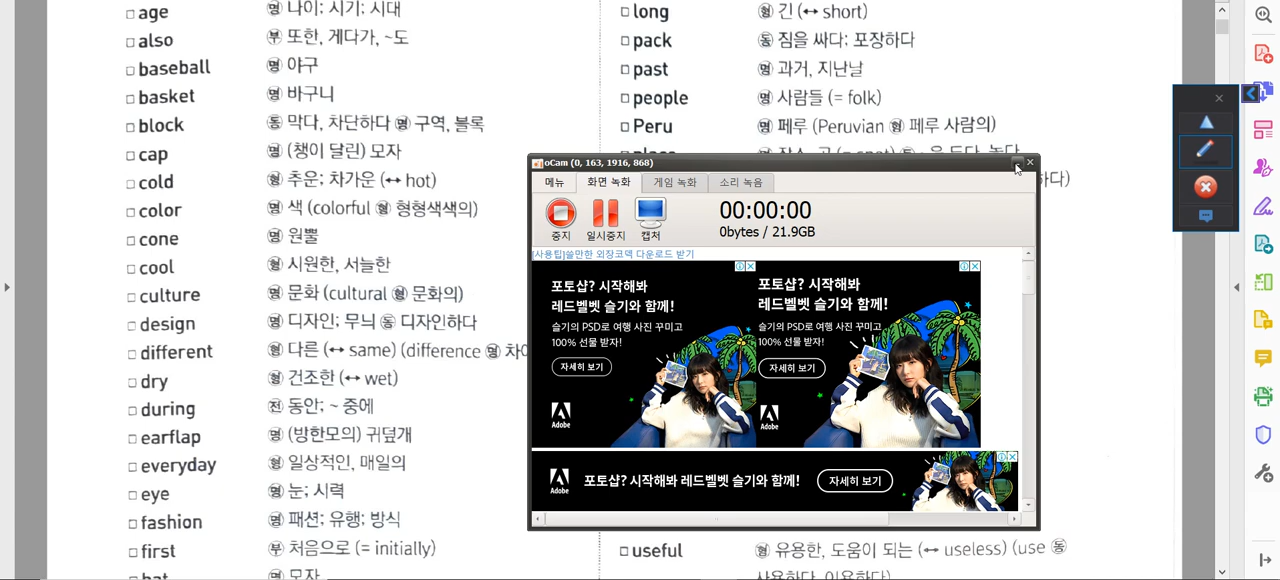 □ age 명 나이; 시기; 시대
□ also 부 또한, 게다가, ~도
□ baseball 명 야구
□ basket 명 바구니
□ block 동 막다, 차단하다 명 구역, 블록
□ cap 명 (챙이 달린) 모자
□ cold 형 추운; 차가운 (↔ hot)
□ color 명 색 (colorful 형 형형색색의)
□ cone 명 원뿔
□ cool 형 시원한, 서늘한
□ culture 명 문화 (cultural 형 문화의)
□ design 명 디자인; 무늬 동 디자인하다
□ different 형 다른 (↔ same) (difference 명
□ dry 형 건조한 (↔ wet)
□ during 전 동안; ~ 중에
□ earflap 명 (방한모의) 귀덮개
□ everyday 형 일상적인, 매일의
□ eye 명 눈; 시력
□ fashion 명 패션; 유행; 방식
□ first 부 처음으로 (= initially)
hat 명 모자
□ long 형 긴 (↔ short)
□ pack 동 짐을 싸다; 포장하다
□ past 명 과거, 지난날
□ people 명 사람들 (= folk)
□ Peru 명 페루 (Peruvian 형 페루 사람의)
하다)
oCam (0, 163, 1916, 868)
메뉴 화면 녹화 게임 녹화 소리 녹음
중지 일시중지 캡처
00:00:00
0bytes / 21.9GB
[사용팁]쓸만한 외장코덱 다운로드 받기
포토샵? 시작해봐
레드벨벳 슬기와 함께!
슬기의 PSD로 여행 사진 꾸미고
100% 선물 받자!
자세히 보기
Adobe
포토샵? 시작해봐
레드벨벳 슬기와 함께!
슬기의 PSD로 여행 사진 꾸미고
100% 선물 받자!
자세히 보기
Adobe
Adobe
포토샵? 시작해봐 레드벨벳 슬기와 함께!
자세히 보기
□ useful 형 유용한, 도움이 되는 (↔ useless) (use 동
사용하다, 이용하다)